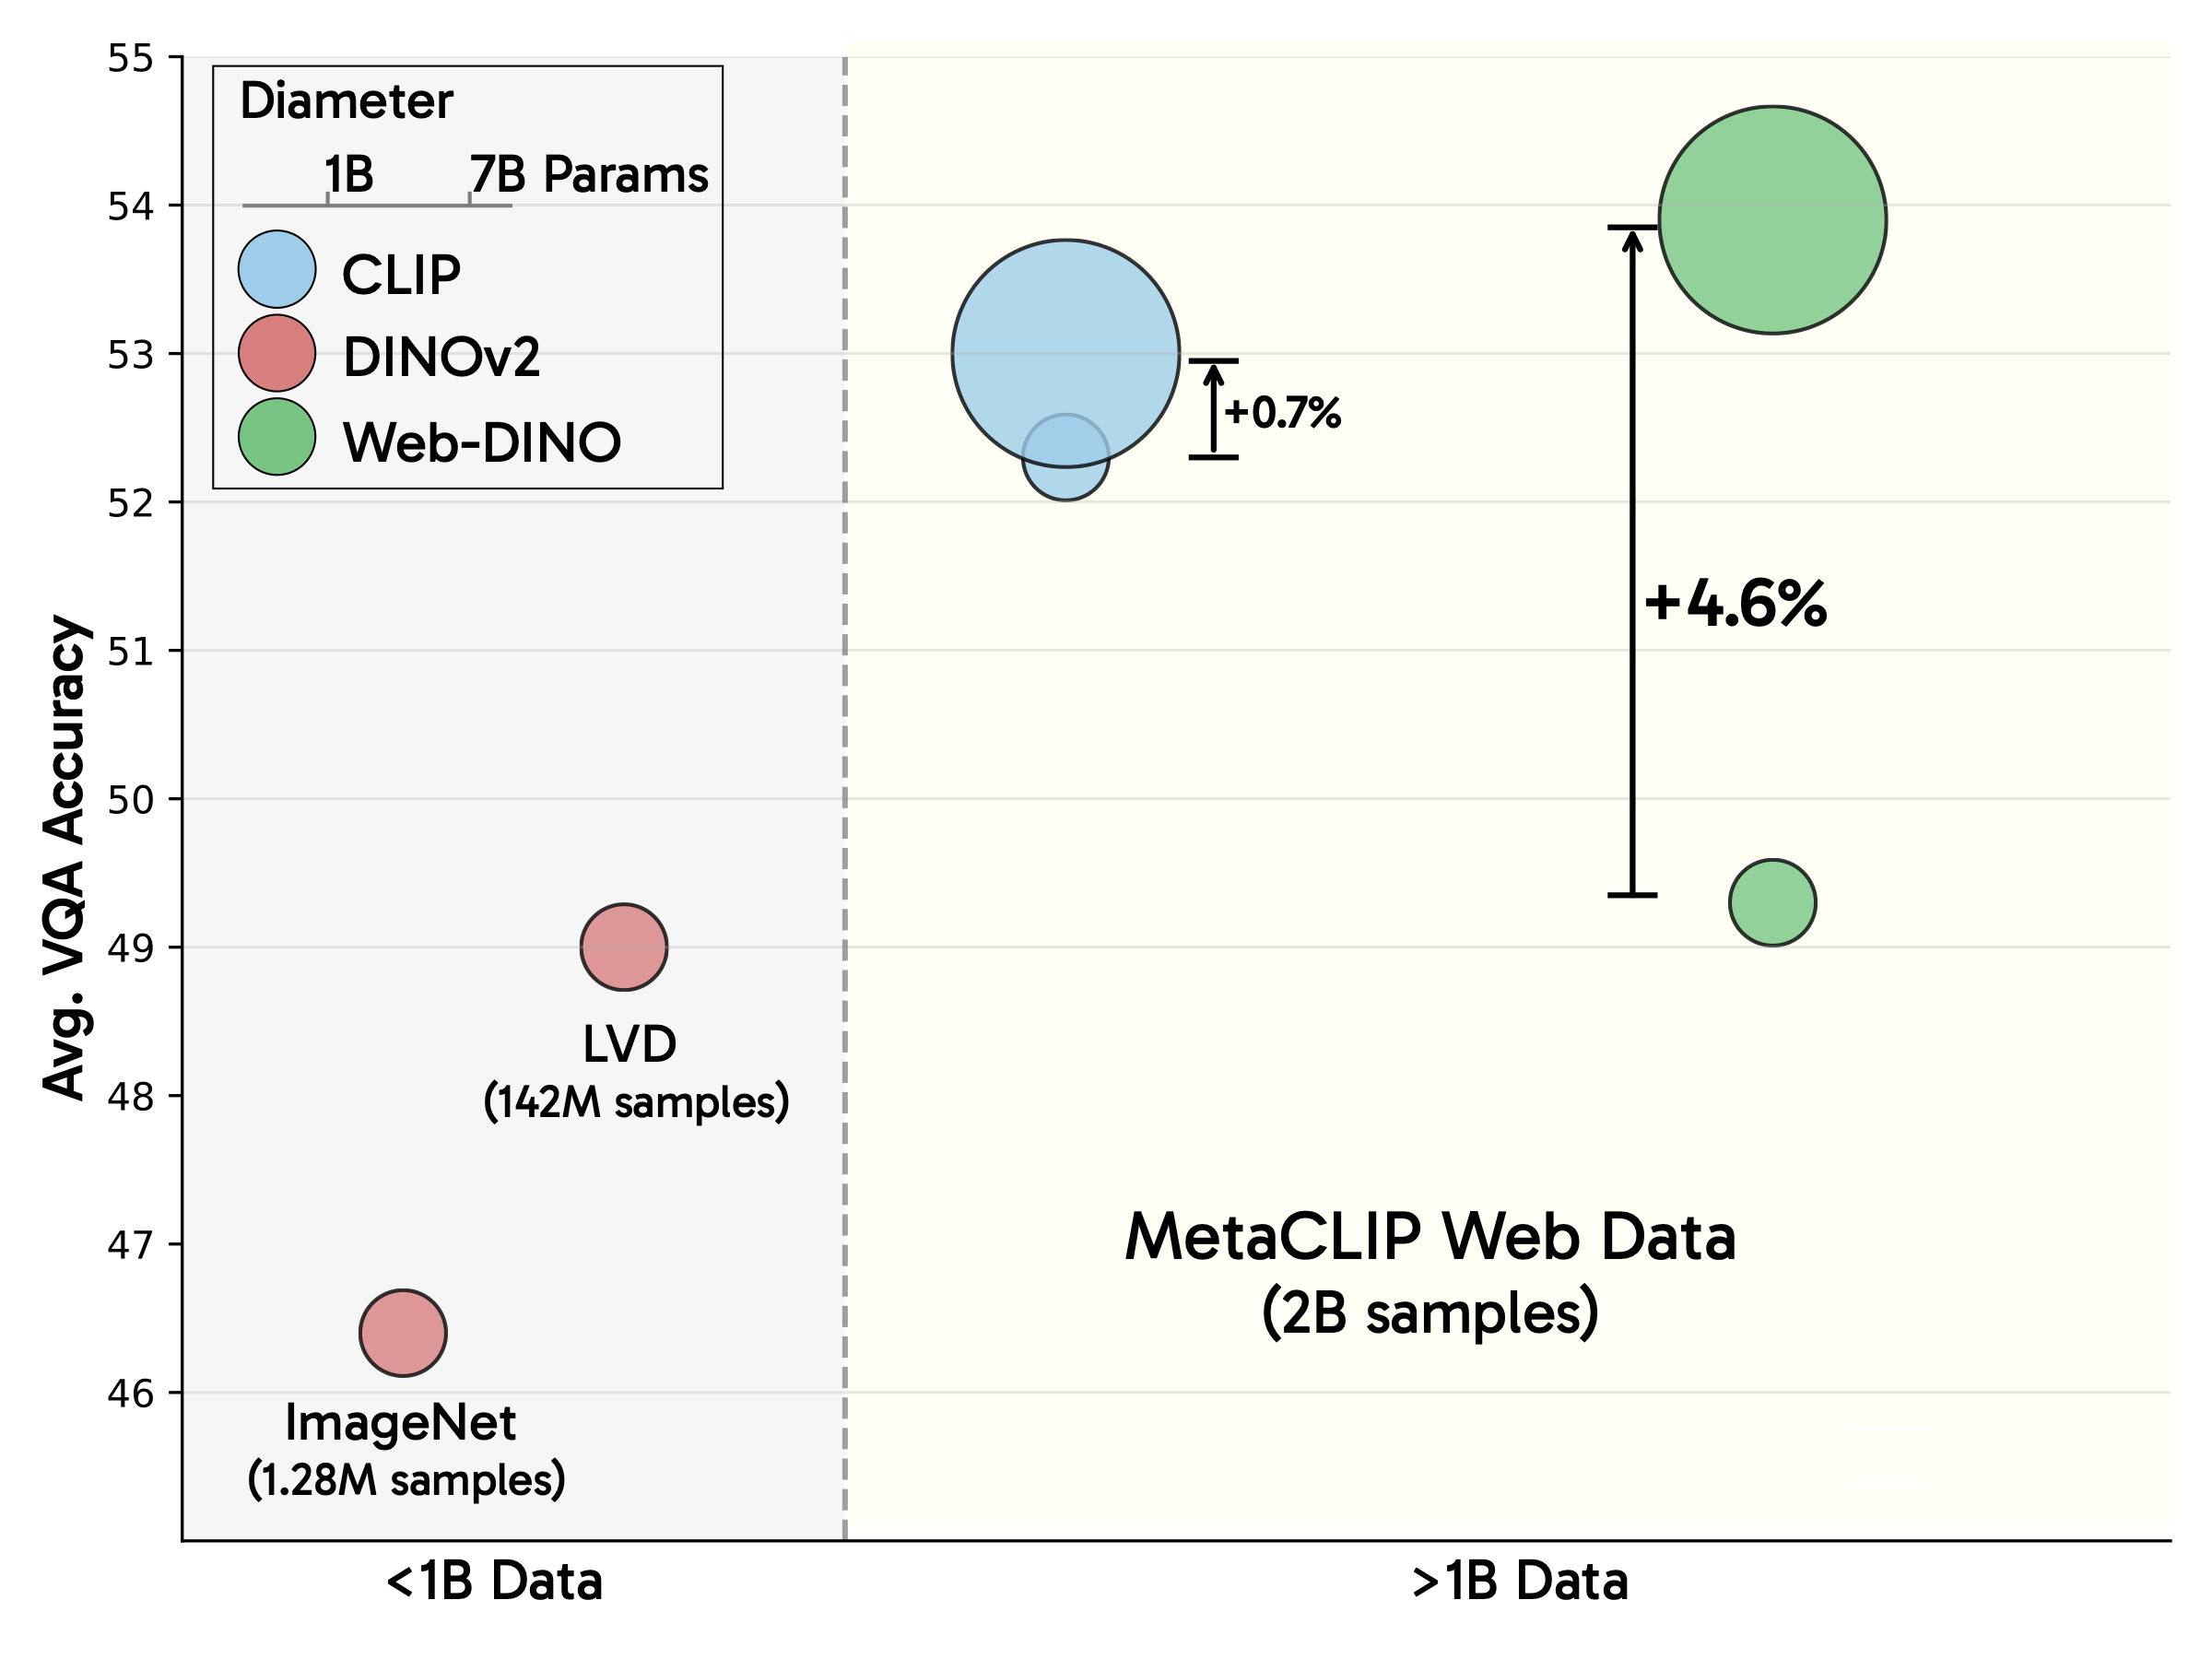 Avg. VQA Accuracy
55
54
53
52
51
50
49
48
47
46
Diameter
1B 7B Params
CLIP
DINOv2
Web-DINO
+0.7%
+4.6%
LVD
(142M samples)
ImageNet
(1.28M samples)
MetaCLIP Web Data
(2B samples)
<1B Data
>1B Data